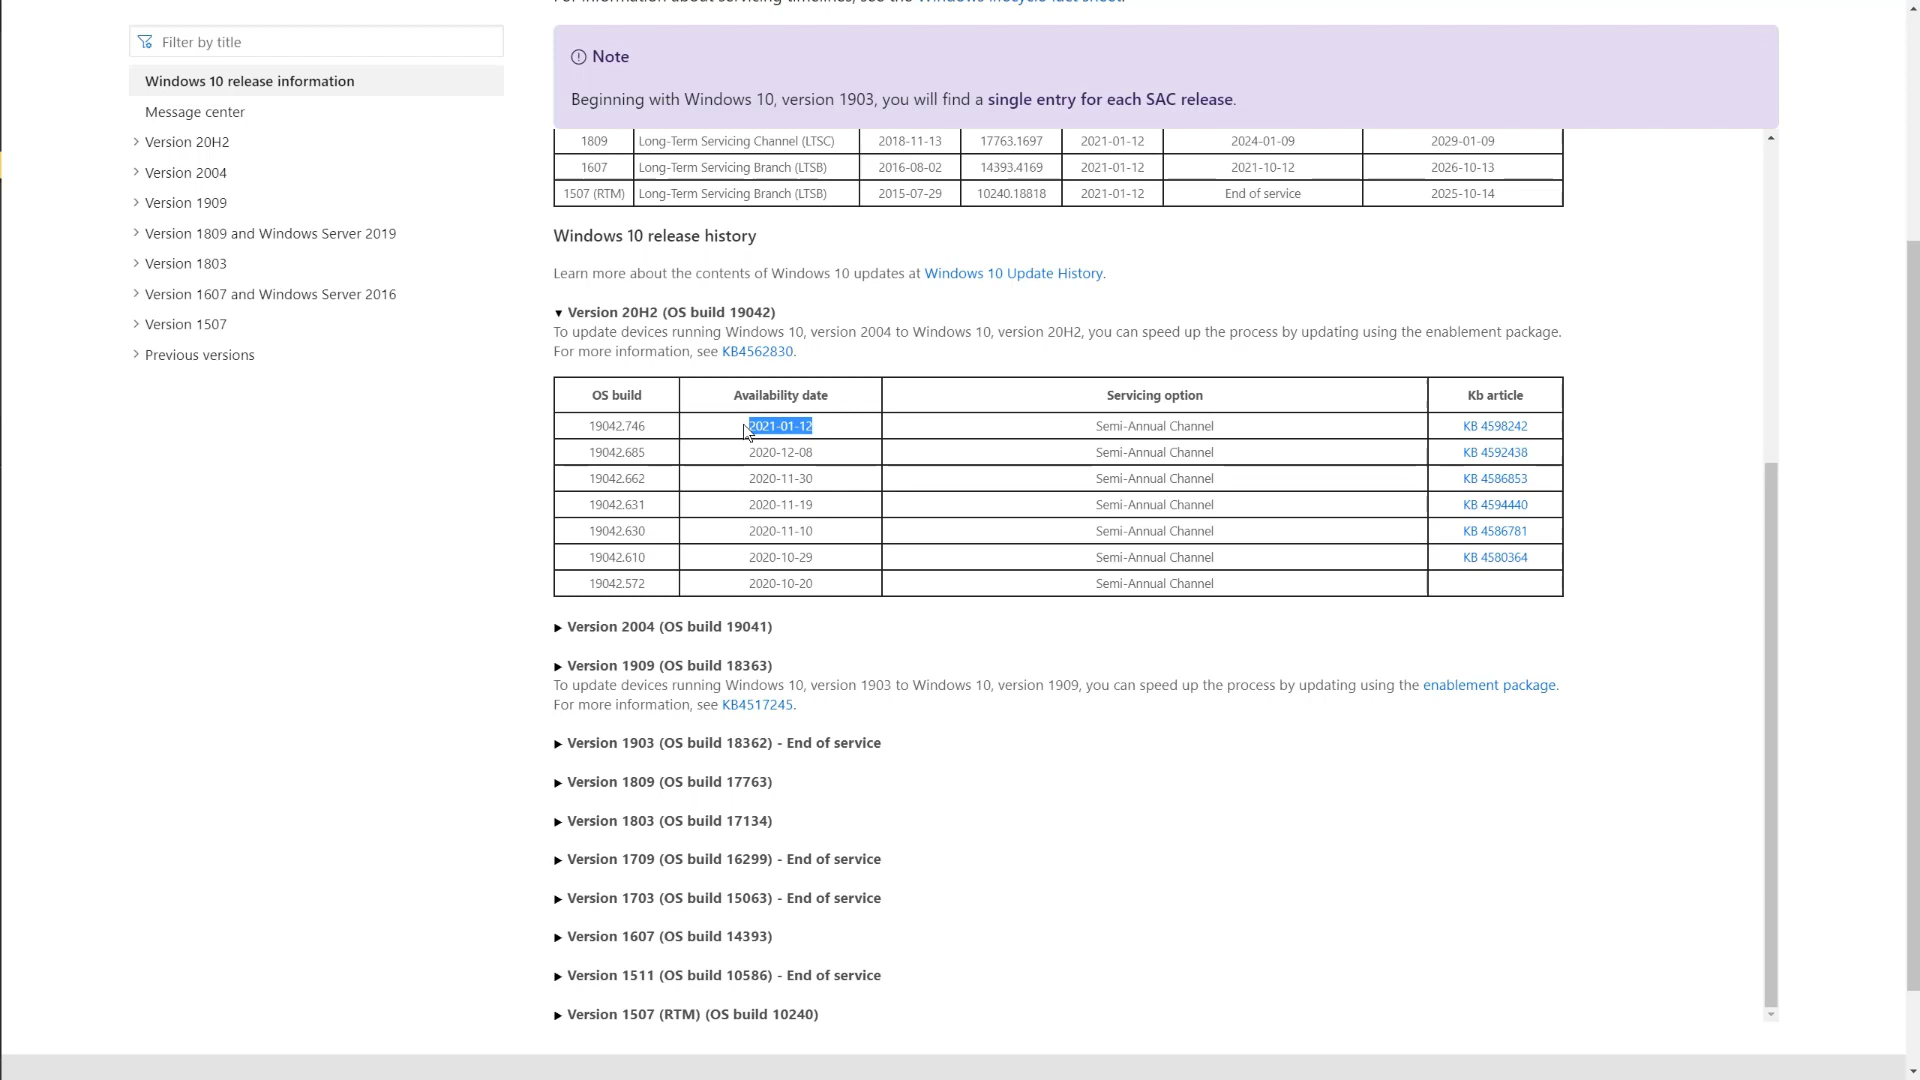 For information about servicing timelines, see the Windows lifecycle fact sheet.
Filter by title
Windows 10 release information
Message center
Version 20H2
Version 2004
Version 1909
Version 1809 and Windows Server 2019
Version 1803
Version 1607 and Windows Server 2016
Version 1507
Previous versions
Note
Beginning with Windows 10, version 1903, you will find a single entry for each SAC release.
1809 Long-Term Servicing Channel (LTSC) 2018-11-13 17763.1697 2021-01-12 2024-01-09 2029-01-09
1607 Long-Term Servicing Branch (LTSB) 2016-08-02 14393.4169 2021-01-12 2021-10-12 2026-10-13
1507 (RTM) Long-Term Servicing Branch (LTSB) 2015-07-29 10240.18818 2021-01-12 End of service 2025-10-14
Windows 10 release history
Learn more about the contents of Windows 10 updates at Windows 10 Update History.
Version 20H2 (OS build 19042)
To update devices running Windows 10, version 2004 to Windows 10, version 20H2, you can speed up the process by updating using the enablement package.
For more information, see KB4562830.
OS build Availability date Servicing option Kb article
19042.746 2021-01-12 Semi-Annual Channel KB 4598242
19042.685 2020-12-08 Semi-Annual Channel KB 4592438
19042.662 2020-11-30 Semi-Annual Channel KB 4586853
19042.631 2020-11-19 Semi-Annual Channel KB 4594440
19042.630 2020-11-10 Semi-Annual Channel KB 4586781
19042.610 2020-10-29 Semi-Annual Channel KB 4580364
19042.572 2020-10-20 Semi-Annual Channel
Version 2004 (OS build 19041)
Version 1909 (OS build 18363)
To update devices running Windows 10, version 1903 to Windows 10, version 1909, you can speed up the process by updating using the enablement package.
For more information, see KB4517245.
Version 1903 (OS build 18362) - End of service
Version 1809 (OS build 17763)
Version 1803 (OS build 17134)
Version 1709 (OS build 16299) - End of service
Version 1703 (OS build 15063) - End of service
Version 1607 (OS build 14393)
Version 1511 (OS build 10586) - End of service
Version 1507 (RTM) (OS build 10240)